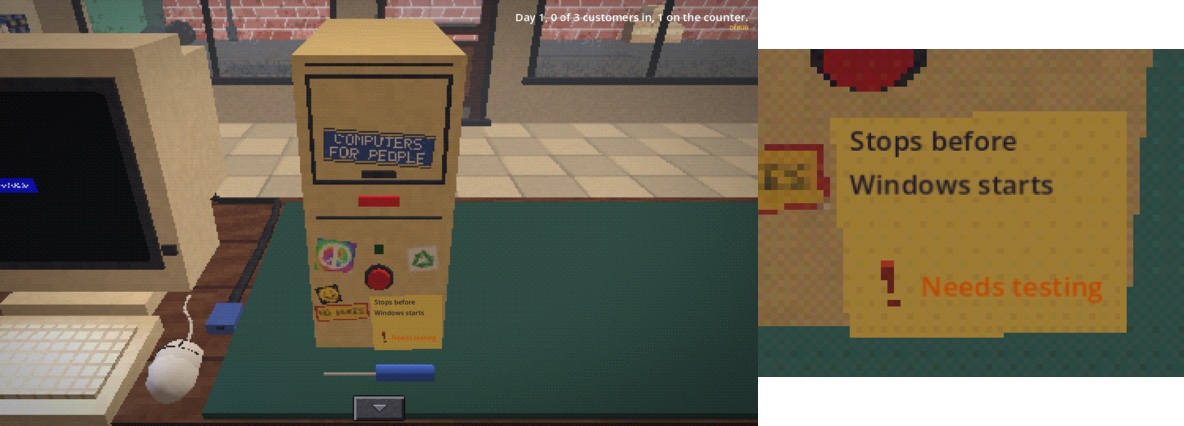 Day 1, 0 of 3 customers in, 1 on the counter.
COMPUTERS
FOR PEOPLE
Stops before
Windows starts
Needs testing
Stops before
Windows starts
Needs testing